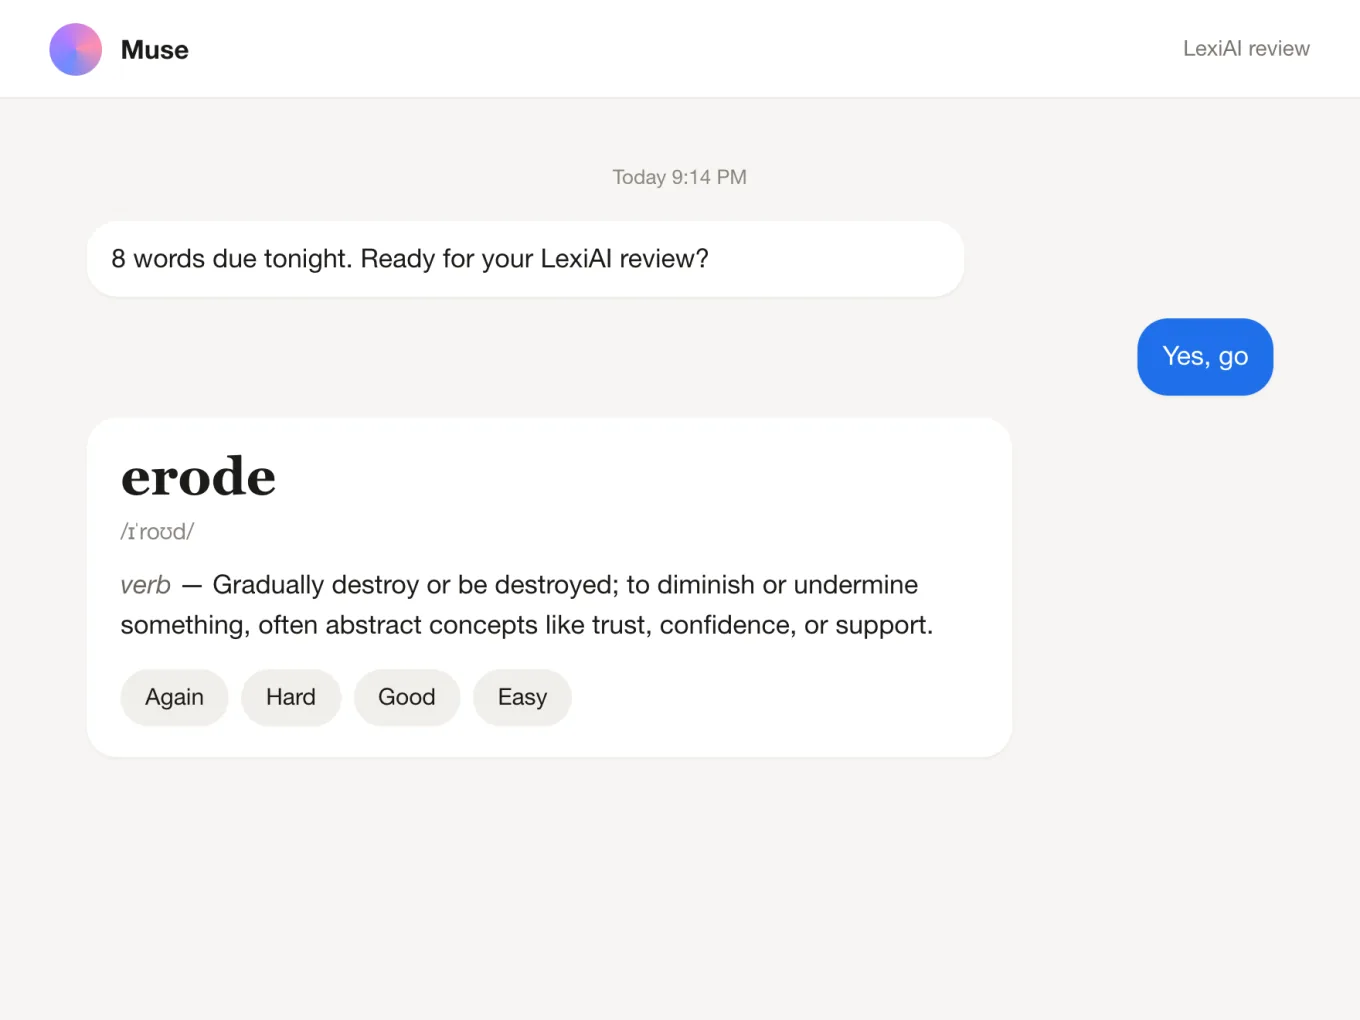 Muse
LexiAI review
Today 9:14 PM
8 words due tonight. Ready for your LexiAI review?
Yes, go
erode
/ɪˈroʊd/
verb — Gradually destroy or be destroyed; to diminish or undermine
something, often abstract concepts like trust, confidence, or support.
Again Hard Good Easy